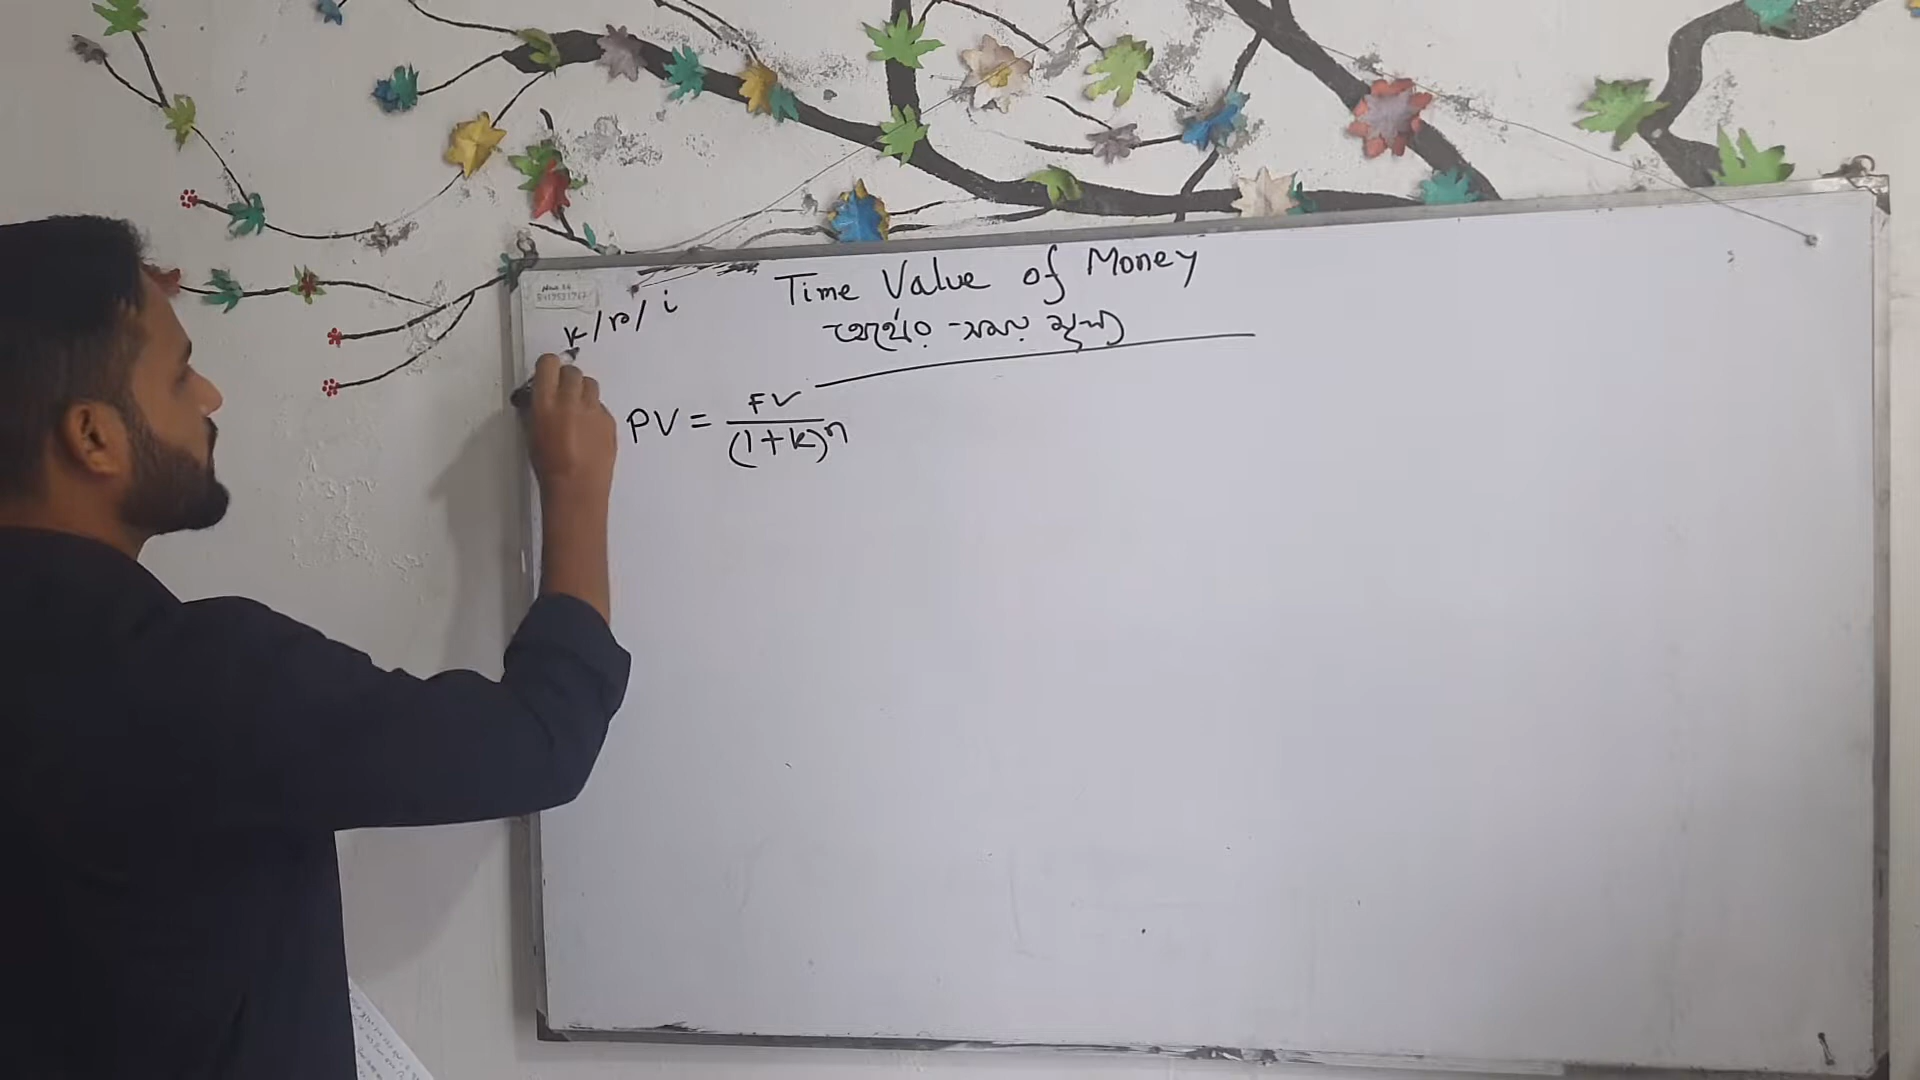 Time Value of Money
অর্থের সময় মূল্য
k/r/i
PV = FV/(1+k)^n